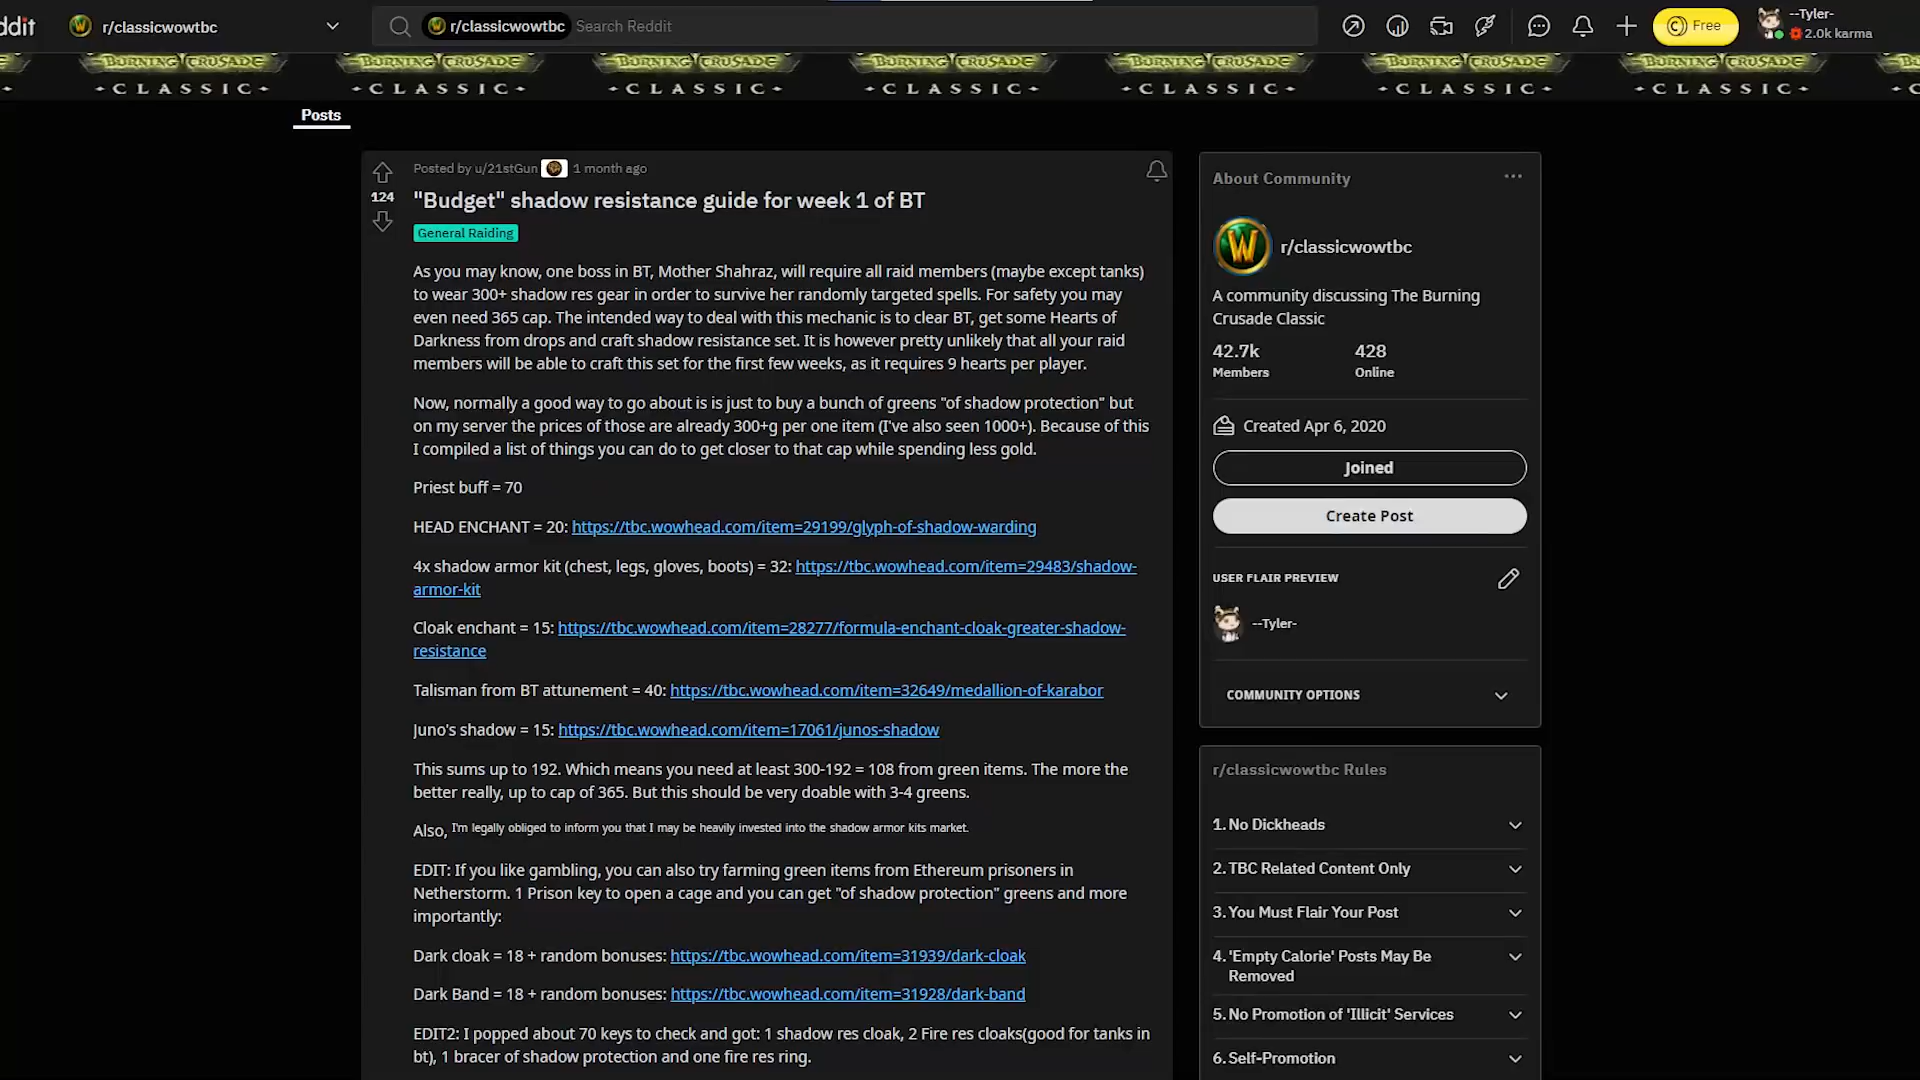 ddit
r/classicwowtbc
r/classicwowtbc Search Reddit
Free
--Tyler-
2.0k karma
BURNING CRUSADE BURNING CRUSADE BURNING CRUSADE BURNING CRUSADE BURNING CRUSADE BURNING CRUSADE BURNING CRUSADE
CLASSIC CLASSIC CLASSIC CLASSIC CLASSIC CLASSIC CLASSIC
Posts
Posted by u/21stGun 1 month ago
124
"Budget" shadow resistance guide for week 1 of BT
General Raiding
As you may know, one boss in BT, Mother Shahraz, will require all raid members (maybe except tanks)
to wear 300+ shadow res gear in order to survive her randomly targeted spells. For safety you may
even need 365 cap. The intended way to deal with this mechanic is to clear BT, get some Hearts of
Darkness from drops and craft shadow resistance set. It is however pretty unlikely that all your raid
members will be able to craft this set for the first few weeks, as it requires 9 hearts per player.
Now, normally a good way to go about is is just to buy a bunch of greens "of shadow protection" but
on my server the prices of those are already 300+g per one item (I've also seen 1000+). Because of this
I compiled a list of things you can do to get closer to that cap while spending less gold.
Priest buff = 70
HEAD ENCHANT = 20: https://tbc.wowhead.com/item=29199/glyph-of-shadow-warding
4x shadow armor kit (chest, legs, gloves, boots) = 32: https://tbc.wowhead.com/item=29483/shadow-
armor-kit
Cloak enchant = 15: https://tbc.wowhead.com/item=28277/formula-enchant-cloak-greater-shadow-
resistance
Talisman from BT attunement = 40: https://tbc.wowhead.com/item=32649/medallion-of-karabor
Juno's shadow = 15: https://tbc.wowhead.com/item=17061/junos-shadow
This sums up to 192. Which means you need at least 300-192 = 108 from green items. The more the
better really, up to cap of 365. But this should be very doable with 3-4 greens.
Also, I'm legally obliged to inform you that I may be heavily invested into the shadow armor kits market.
EDIT: If you like gambling, you can also try farming green items from Ethereum prisoners in
Netherstorm. 1 Prison key to open a cage and you can get "of shadow protection" greens and more
importantly:
Dark cloak = 18 + random bonuses: https://tbc.wowhead.com/item=31939/dark-cloak
Dark Band = 18 + random bonuses: https://tbc.wowhead.com/item=31928/dark-band
EDIT2: I popped about 70 keys to check and got: 1 shadow res cloak, 2 Fire res cloaks(good for tanks in
bt), 1 bracer of shadow protection and one fire res ring.
About Community
r/classicwowtbc
A community discussing The Burning
Crusade Classic
42.7k 428
Members Online
Created Apr 6, 2020
Joined
Create Post
USER FLAIR PREVIEW
--Tyler-
COMMUNITY OPTIONS
r/classicwowtbc Rules
1. No Dickheads
2. TBC Related Content Only
3. You Must Flair Your Post
4. 'Empty Calorie' Posts May Be
Removed
5. No Promotion of 'Illicit' Services
6. Self-Promotion